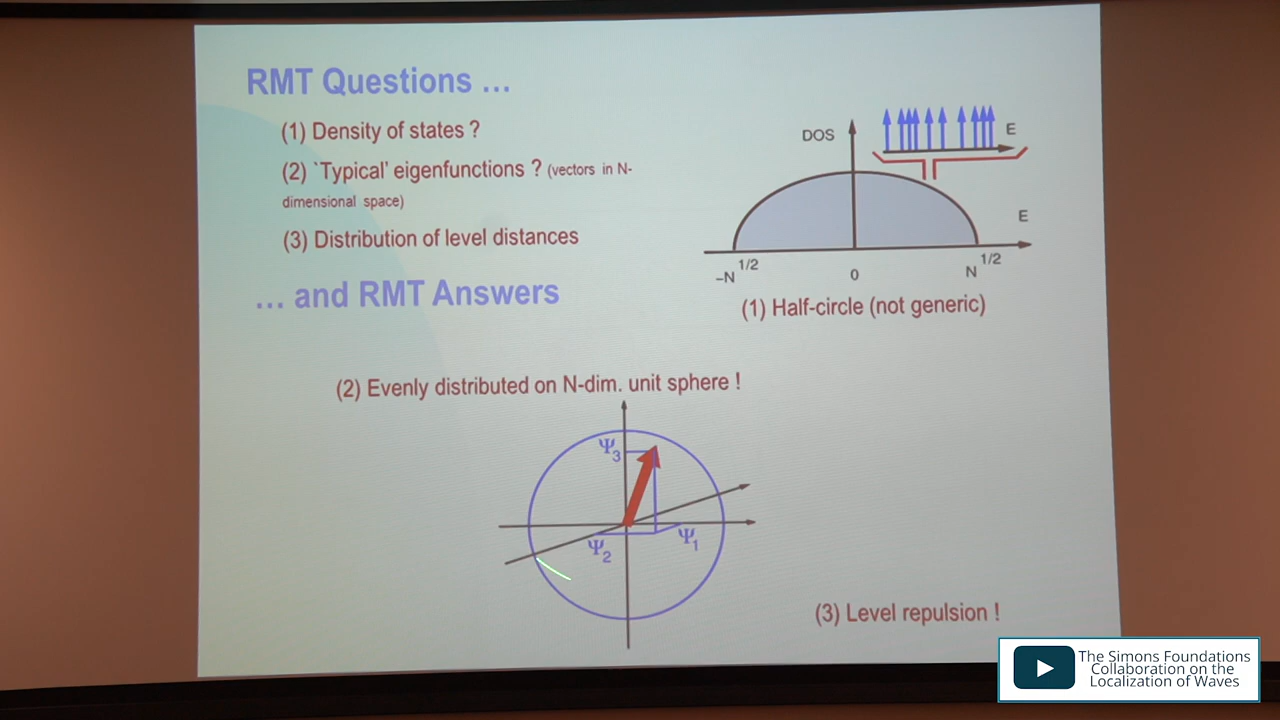 RMT Questions …
(1) Density of states ?
(2) `Typical' eigenfunctions ? (vectors in N-
dimensional space)
(3) Distribution of level distances
… and RMT Answers
DOS
E
E
−N 1/2
0
N 1/2
(1) Half-circle (not generic)
(2) Evenly distributed on N-dim. unit sphere !
Ψ3
Ψ2
Ψ1
(3) Level repulsion !
The Simons Foundations
Collaboration on the
Localization of Waves